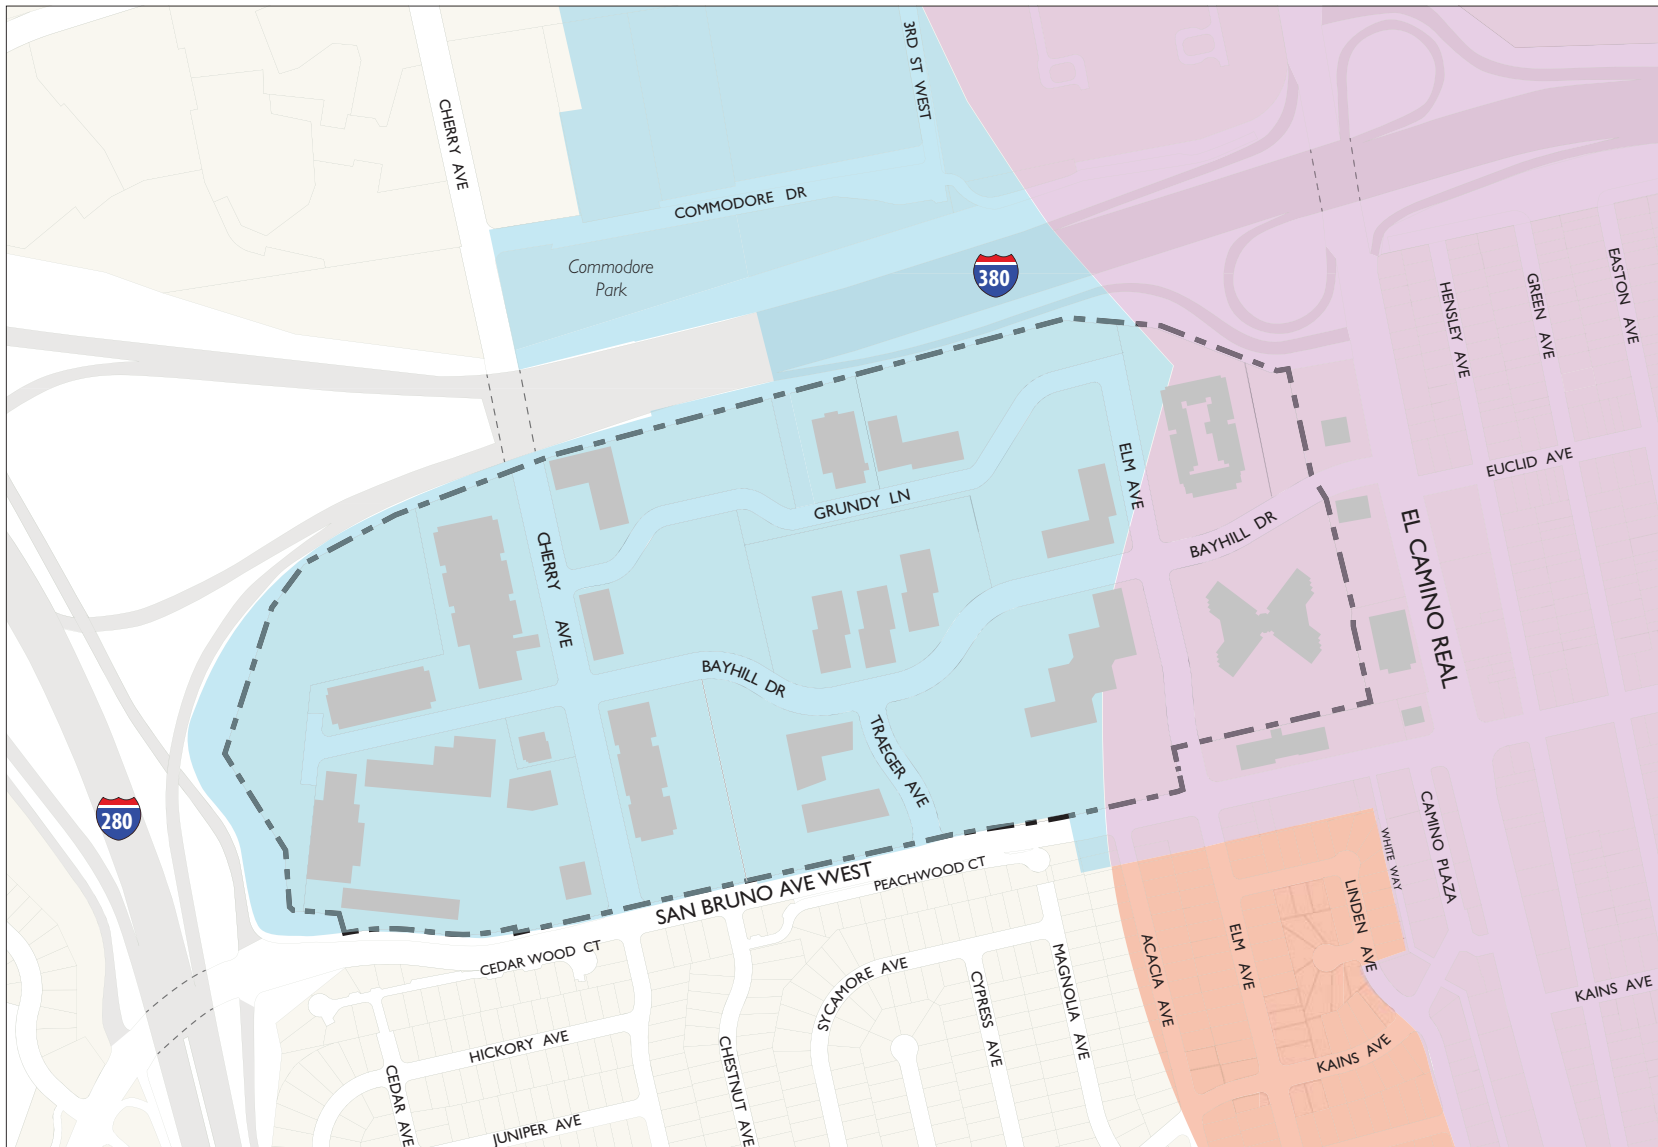 3RD ST WEST
CHERRY AVE
COMMODORE DR
Commodore
Park
380
EASTON AVE
GREEN AVE
HENSLEY AVE
EUCLID AVE
ELM AVE
GRUNDY LN
BAYHILL DR
EL CAMINO REAL
CHERRY AVE
BAYHILL DR
TRAEGER AVE
280
CAMINO PLAZA
WHITE WAY
SAN BRUNO AVE WEST
PEACHWOOD CT
LINDEN AVE
ELM AVE
ACACIA AVE
CEDAR WOOD CT
SYCAMORE AVE
CYPRESS AVE
MAGNOLIA AVE
KAINS AVE
HICKORY AVE
CHESTNUT AVE
KAINS AVE
CEDAR AVE
JUNIPER AVE